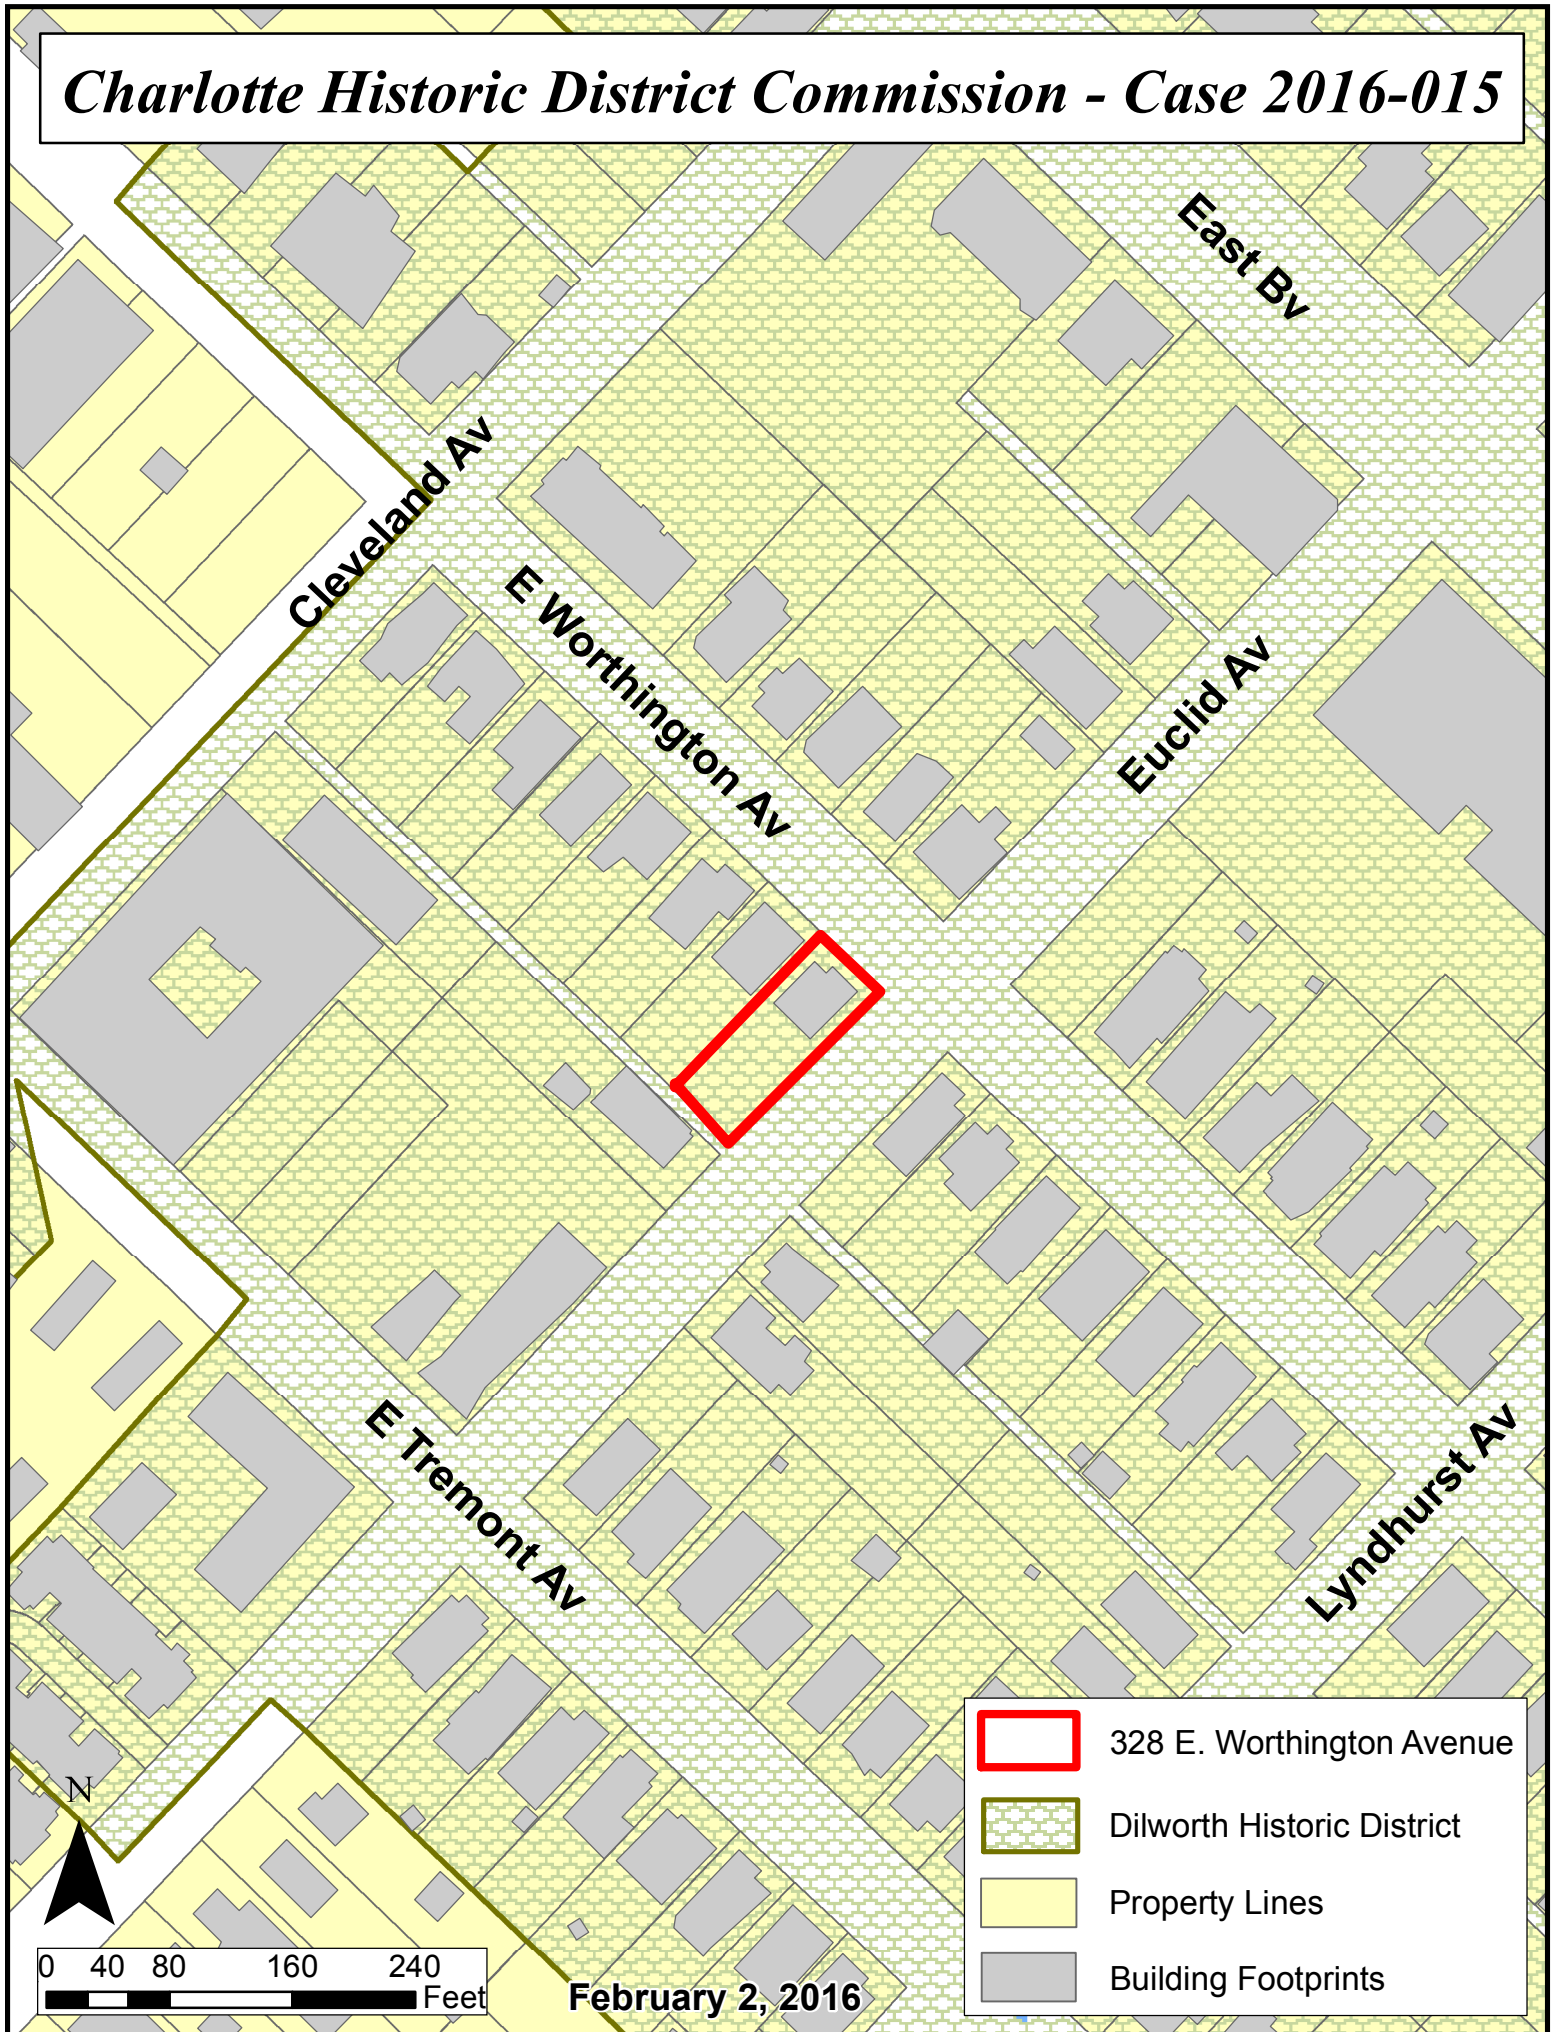 Charlotte Historic District Commission - Case 2016-015
East Bv
Cleveland Av
E Worthington Av
Euclid Av
E Tremont Av
Lyndhurst Av
328 E. Worthington Avenue
Dilworth Historic District
Property Lines
Building Footprints
N
0 40 80 160 240
Feet
February 2, 2016